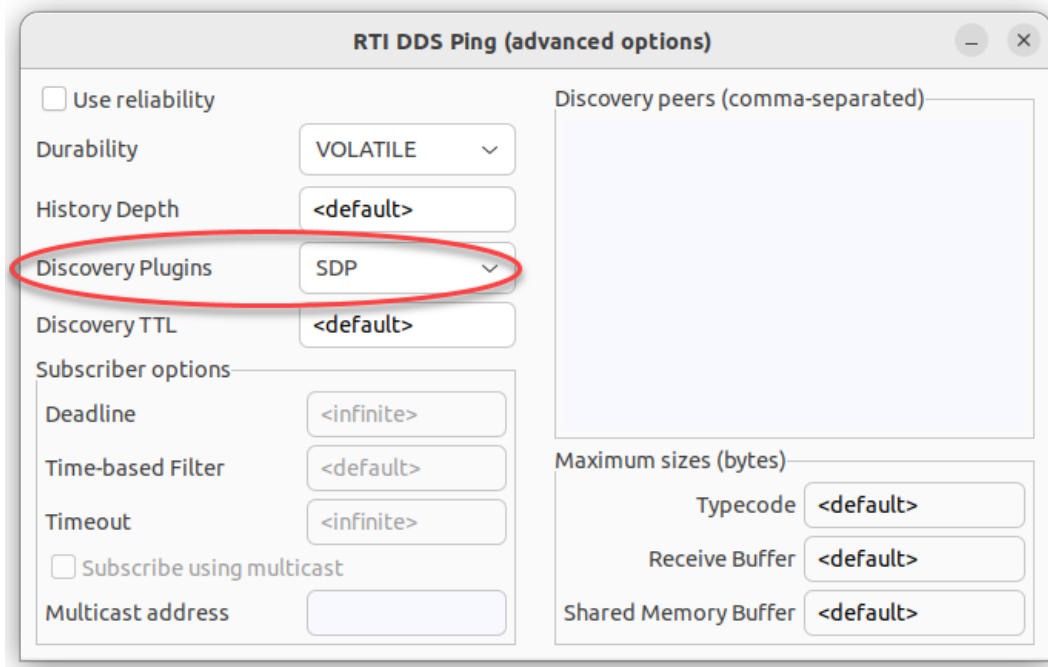 RTI DDS Ping (advanced options)
Use reliability
Durability VOLATILE
History Depth <default>
Discovery Plugins SDP
Discovery TTL <default>
Subscriber options
Deadline <infinite>
Time-based Filter <default>
Timeout <infinite>
Subscribe using multicast
Multicast address
Discovery peers (comma-separated)
Maximum sizes (bytes)
Typecode <default>
Receive Buffer <default>
Shared Memory Buffer <default>